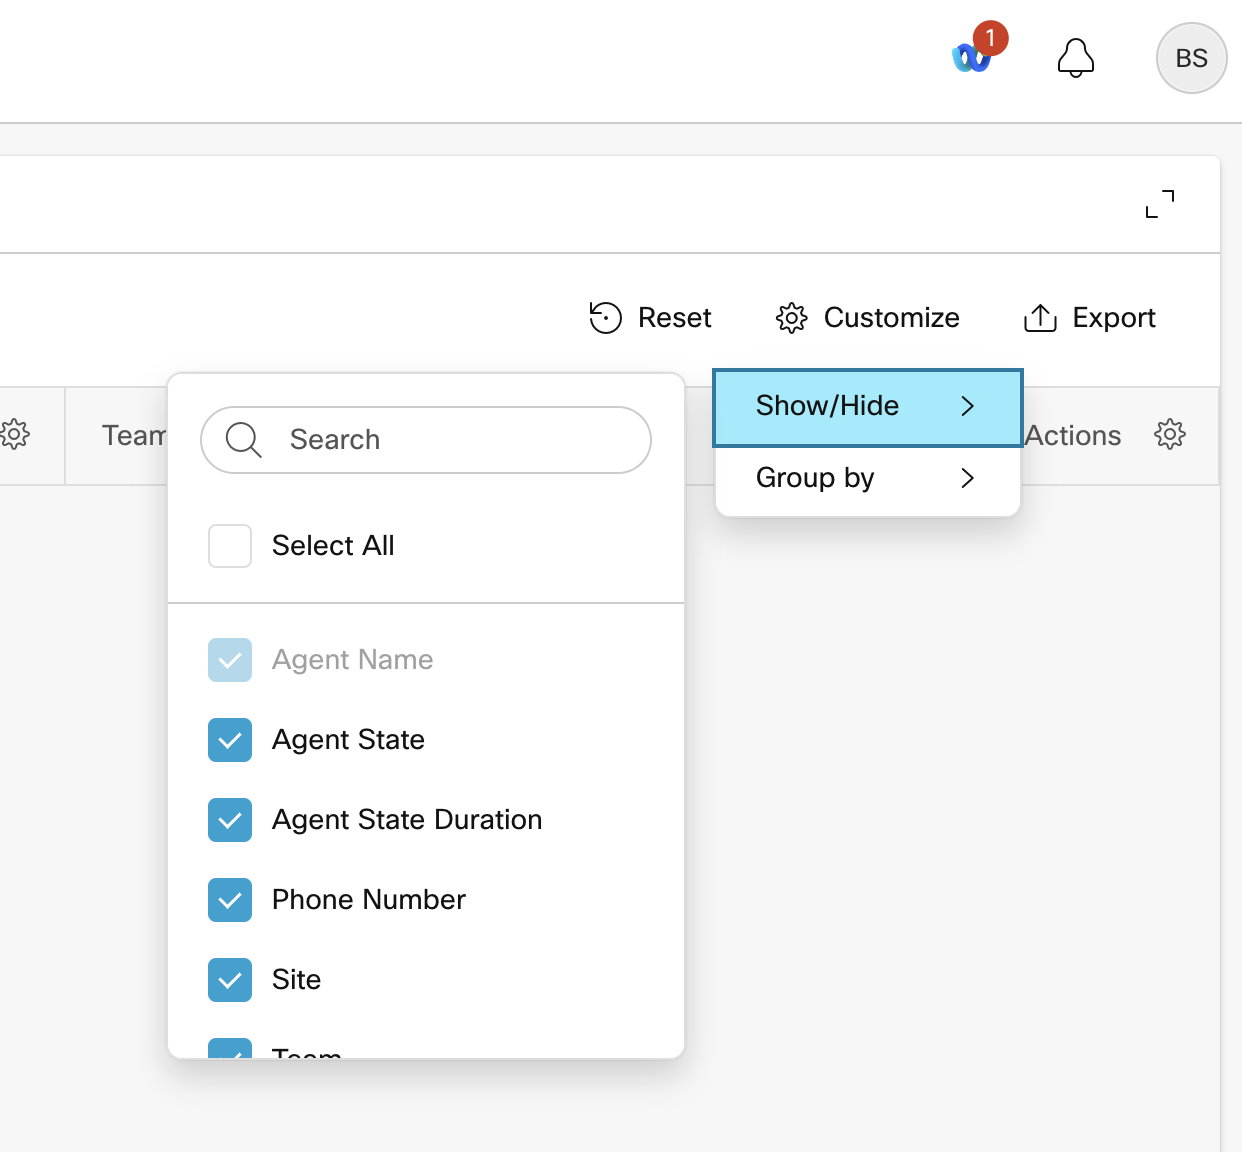 1
BS
Reset
Customize
Export
Team
Actions
Show/Hide
Group by
Search
Select All
Agent Name
Agent State
Agent State Duration
Phone Number
Site
Team